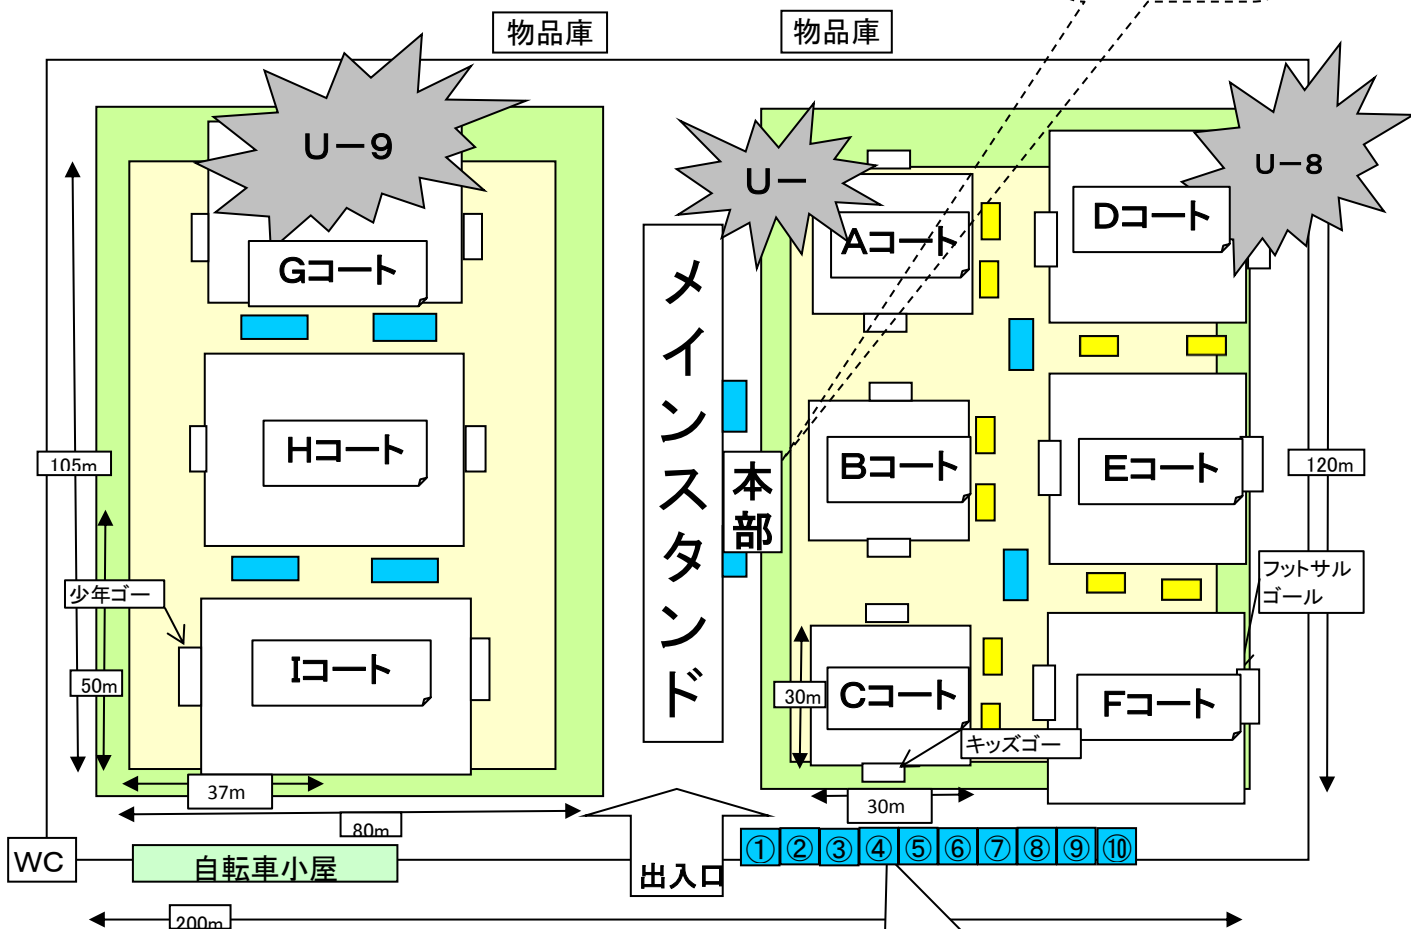 物品庫
物品庫
U－9
U－
U－8
Gコート
Aコート
Dコート
メインスタンド
Hコート
本部
Bコート
Eコート
105m
120m
少年ゴー
フットサル
ゴール
Iコート
50m
30m
Cコート
Fコート
キッズゴー
37m
30m
80m
WC
自転車小屋
出入口
①②③④⑤⑥⑦⑧⑨⑩
200m